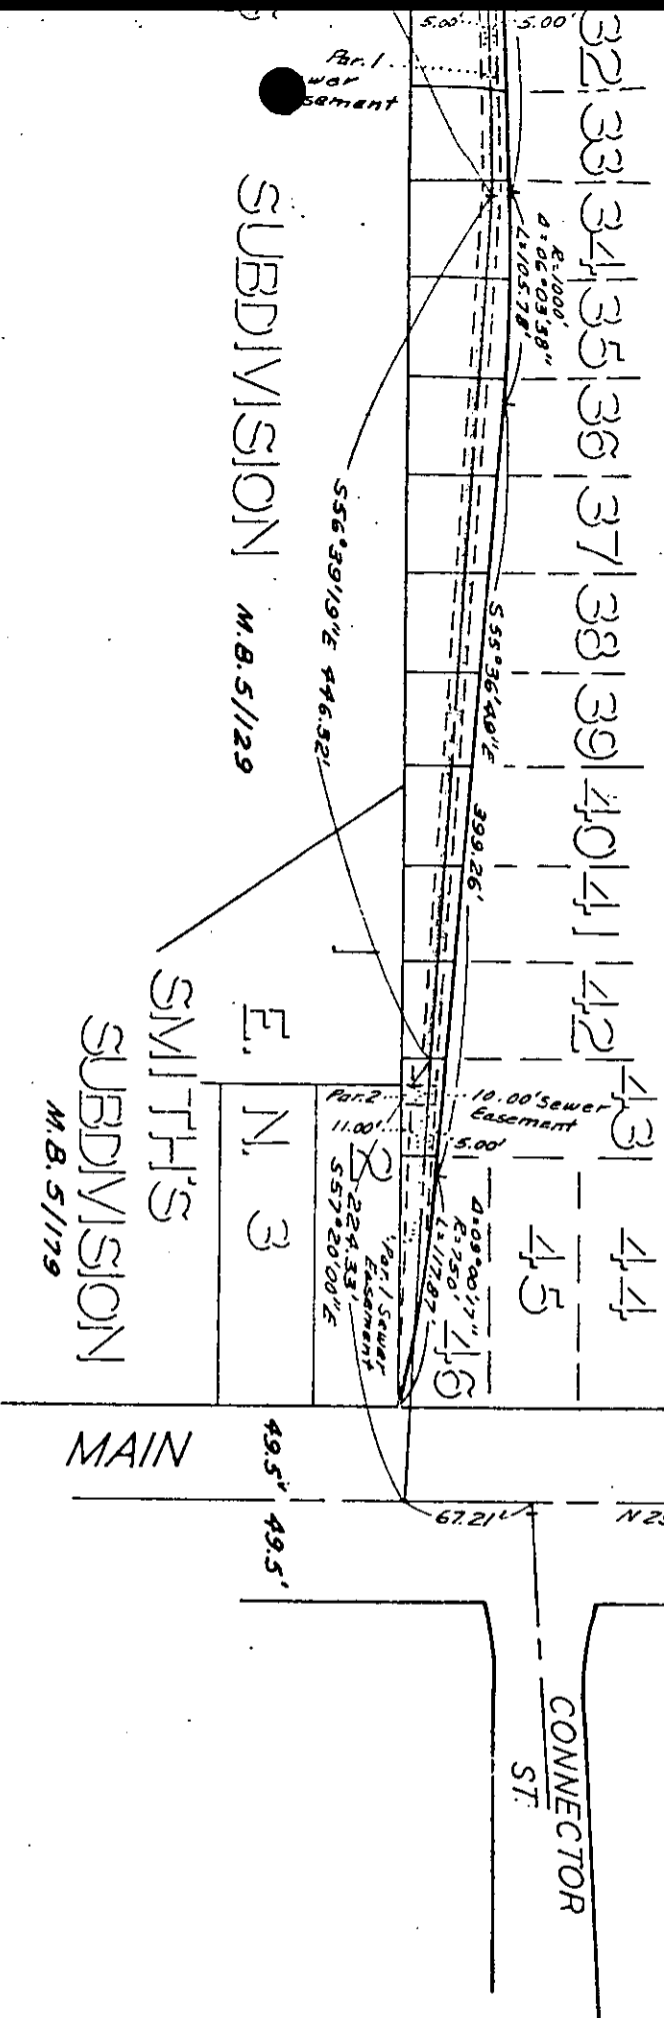 32
33
34
35
36
37
38
39
40
41
42
43
44
45
46
5.00'
5.00'
Par. 1
sement
R=1000'
Δ=06°03'38"
L=105.78'
SUBDIVISION
M.B.5/129
S56°39'19"E 446.52'
S55°36'49"E 399.26'
E. N.
SMITH'S
SUBDIVISION
M.B.5/179
1
2
3
Par.2
11.00'
10.00' Sewer
Easement
5.00'
Δ=09°00'17"
R=750'
L=117.87'
Par.1 Sewer
Easement
224.33'
S57°20'00"E
MAIN
49.5' 49.5'
67.21'
CONNECTOR
ST.